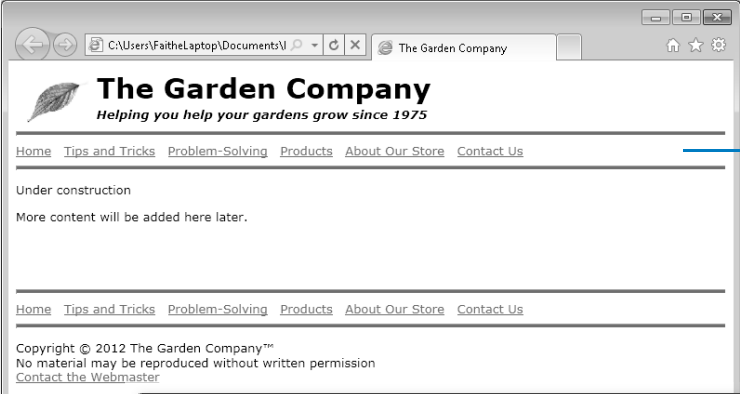 C:\Users\FaitheLaptop\Documents\
The Garden Company
The Garden Company
Helping you help your gardens grow since 1975
Home Tips and Tricks Problem-Solving Products About Our Store Contact Us
Under construction
More content will be added here later.
Home Tips and Tricks Problem-Solving Products About Our Store Contact Us
Copyright © 2012 The Garden Company™
No material may be reproduced without written permission
Contact the Webmaster